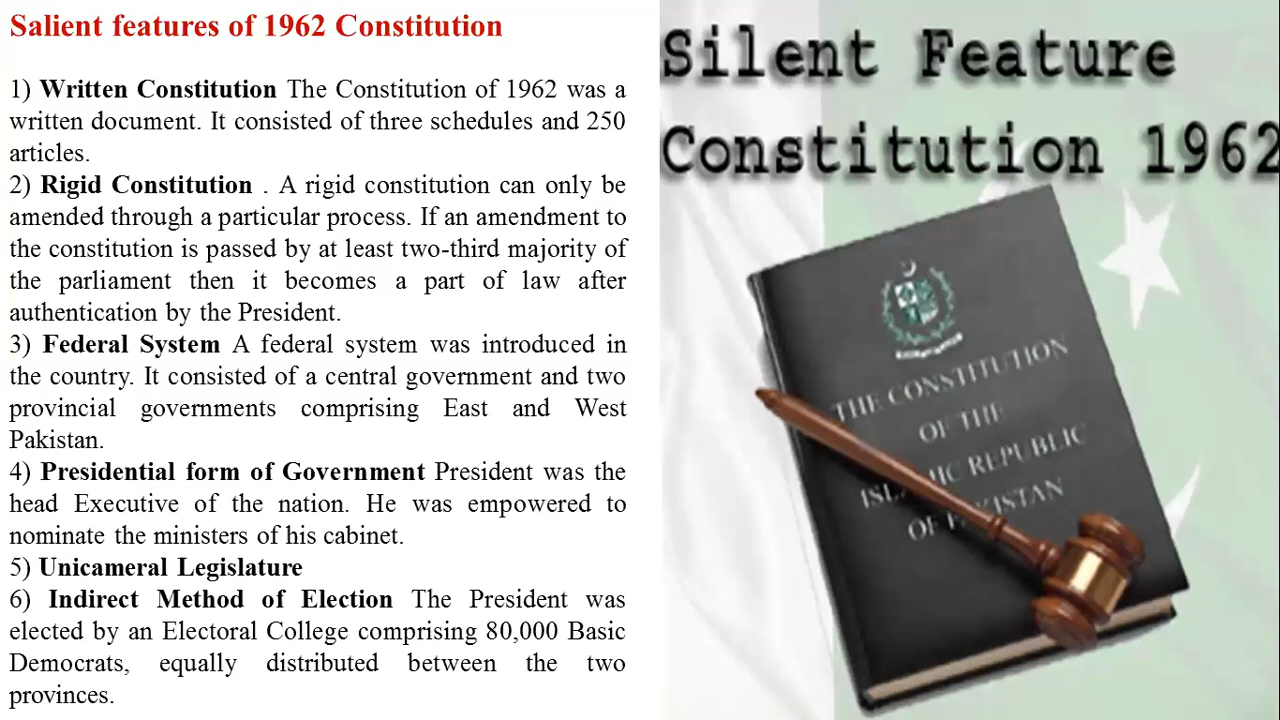 Salient features of 1962 Constitution
1) Written Constitution The Constitution of 1962 was a
written document. It consisted of three schedules and 250
articles.
2) Rigid Constitution . A rigid constitution can only be
amended through a particular process. If an amendment to
the constitution is passed by at least two-third majority of
the parliament then it becomes a part of law after
authentication by the President.
3) Federal System A federal system was introduced in
the country. It consisted of a central government and two
provincial governments comprising East and West
Pakistan.
4) Presidential form of Government President was the
head Executive of the nation. He was empowered to
nominate the ministers of his cabinet.
5) Unicameral Legislature
6) Indirect Method of Election The President was
elected by an Electoral College comprising 80,000 Basic
Democrats, equally distributed between the two
provinces.
Silent Feature
Constitution 1962
THE CONSTITUTION
OF THE
REPUBLIC
OF